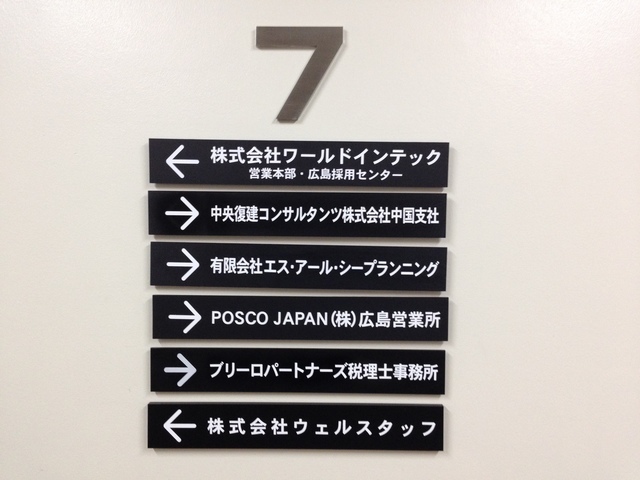 7
← 株式会社ワールドインテック
営業本部・広島採用センター
→ 中央復建コンサルタンツ株式会社中国支社
→ 有限会社エス・アール・シープランニング
→ POSCO JAPAN(株)広島営業所
→ ブリーロパートナーズ税理士事務所
← 株式会社ウェルスタッフ